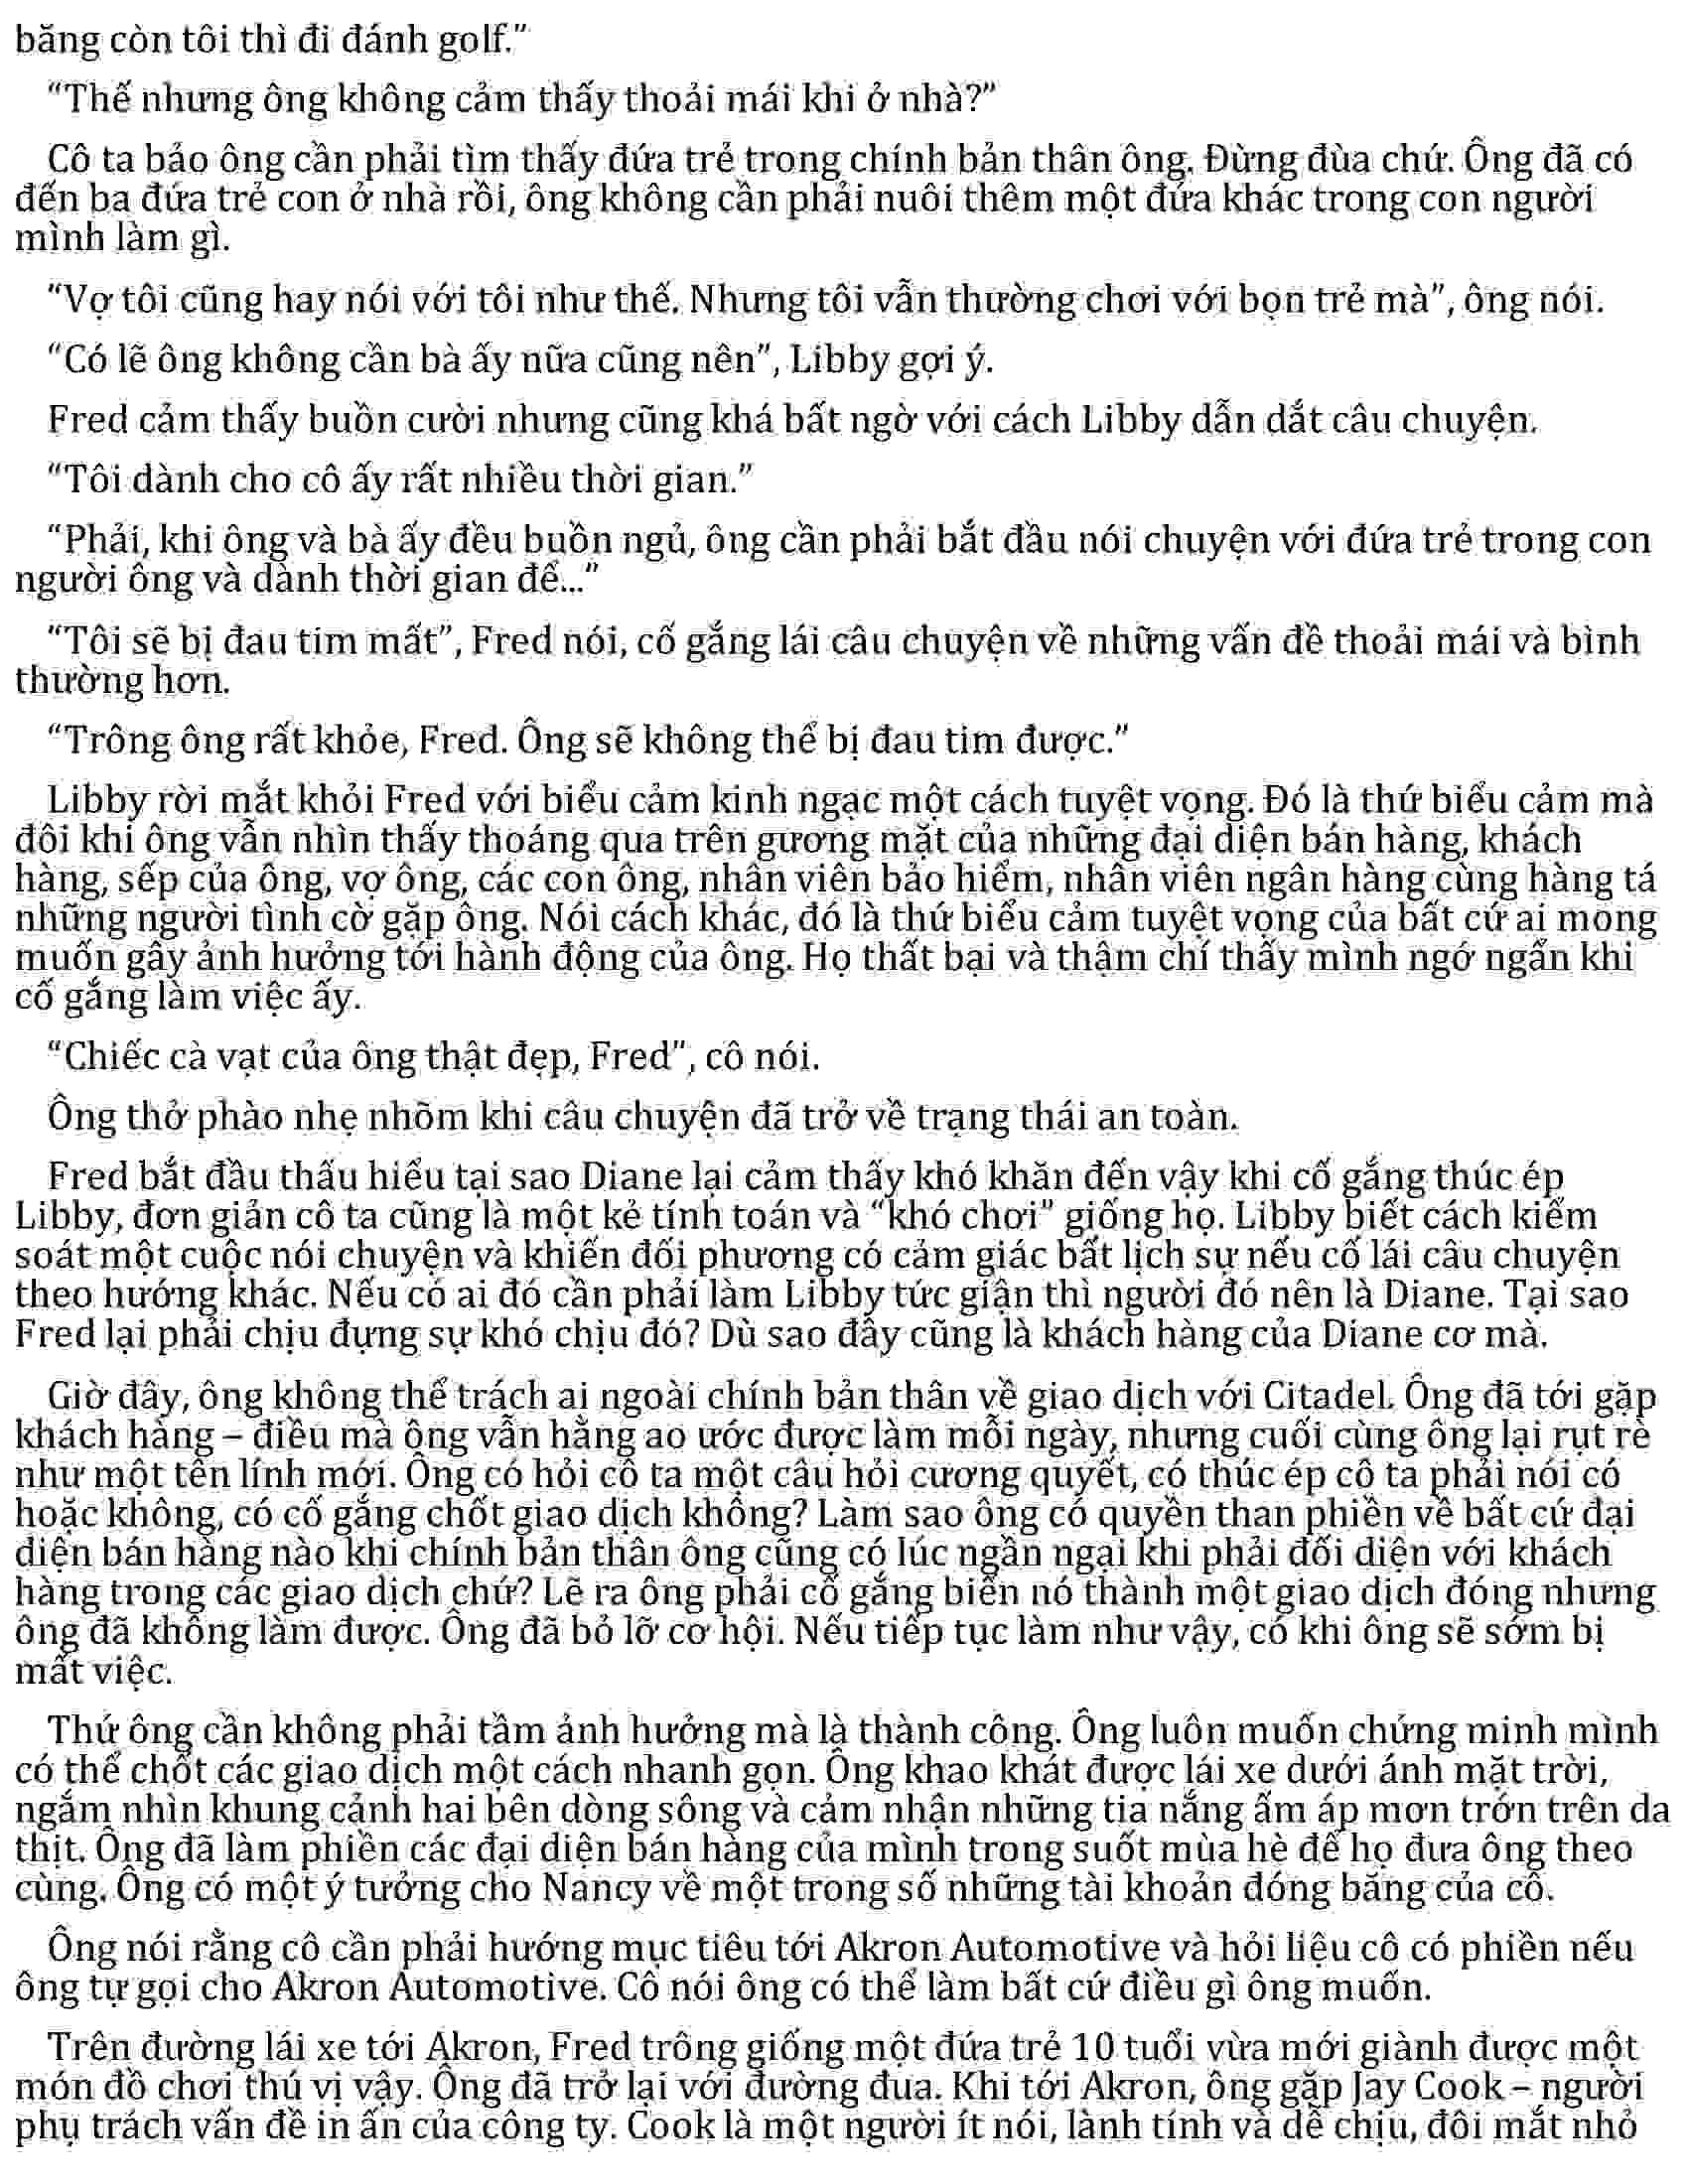 băng còn tôi thì đi đánh golf.”
“Thế nhưng ông không cảm thấy thoải mái khi ở nhà?”
Cô ta bảo ông cần phải tìm thấy đứa trẻ trong chính bản thân ông. Đừng đùa chứ. Ông đã có
đến ba đứa trẻ con ở nhà rồi, ông không cần phải nuôi thêm một đứa khác trong con người
mình làm gì.
“Vợ tôi cũng hay nói với tôi như thế. Nhưng tôi vẫn thường chơi với bọn trẻ mà”, ông nói.
“Có lẽ ông không cần bà ấy nữa cũng nên”, Libby gợi ý.
Fred cảm thấy buồn cười nhưng cũng khá bất ngờ với cách Libby dẫn dắt câu chuyện.
“Tôi dành cho cô ấy rất nhiều thời gian.”
“Phải, khi ông và bà ấy đều buồn ngủ, ông cần phải bắt đầu nói chuyện với đứa trẻ trong con
người ông và dành thời gian để...”
“Tôi sẽ bị đau tim mất”, Fred nói, cố gắng lái câu chuyện về những vấn đề thoải mái và bình
thường hơn.
“Trông ông rất khỏe, Fred. Ông sẽ không thể bị đau tim được.”
Libby rời mắt khỏi Fred với biểu cảm kinh ngạc một cách tuyệt vọng. Đó là thứ biểu cảm mà
đôi khi ông vẫn nhìn thấy thoáng qua trên gương mặt của những đại diện bán hàng, khách
hàng, sếp của ông, vợ ông, các con ông, nhân viên bảo hiểm, nhân viên ngân hàng cùng hàng tá
những người tình cờ gặp ông. Nói cách khác, đó là thứ biểu cảm tuyệt vọng của bất cứ ai mong
muốn gây ảnh hưởng tới hành động của ông. Họ thất bại và thậm chí thấy mình ngớ ngẩn khi
cố gắng làm việc ấy.
“Chiếc cà vạt của ông thật đẹp, Fred”, cô nói.
Ông thở phào nhẹ nhõm khi câu chuyện đã trở về trạng thái an toàn.
Fred bắt đầu thấu hiểu tại sao Diane lại cảm thấy khó khăn đến vậy khi cố gắng thúc ép
Libby, đơn giản cô ta cũng là một kẻ tính toán và “khó chơi” giống họ. Libby biết cách kiểm
soát một cuộc nói chuyện và khiến đối phương có cảm giác bất lịch sự nếu cố lái câu chuyện
theo hướng khác. Nếu có ai đó cần phải làm Libby tức giận thì người đó nên là Diane. Tại sao
Fred lại phải chịu đựng sự khó chịu đó? Dù sao đây cũng là khách hàng của Diane cơ mà.
Giờ đây, ông không thể trách ai ngoài chính bản thân về giao dịch với Citadel. Ông đã tới gặp
khách hàng – điều mà ông vẫn hằng ao ước được làm mỗi ngày, nhưng cuối cùng ông lại rụt rè
như một tên lính mới. Ông có hỏi cô ta một câu hỏi cương quyết, có thúc ép cô ta phải nói có
hoặc không, có cố gắng chốt giao dịch không? Làm sao ông có quyền than phiền về bất cứ đại
diện bán hàng nào khi chính bản thân ông cũng có lúc ngần ngại khi phải đối diện với khách
hàng trong các giao dịch chứ? Lẽ ra ông phải cố gắng biến nó thành một giao dịch đóng nhưng
ông đã không làm được. Ông đã bỏ lỡ cơ hội. Nếu tiếp tục làm như vậy, có khi ông sẽ sớm bị
mất việc.
Thứ ông cần không phải tầm ảnh hưởng mà là thành công. Ông luôn muốn chứng minh mình
có thể chốt các giao dịch một cách nhanh gọn. Ông khao khát được lái xe dưới ánh mặt trời,
ngắm nhìn khung cảnh hai bên dòng sông và cảm nhận những tia nắng ấm áp mơn trớn trên da
thịt. Ông đã làm phiền các đại diện bán hàng của mình trong suốt mùa hè để họ đưa ông theo
cùng. Ông có một ý tưởng cho Nancy về một trong số những tài khoản đóng băng của cô.
Ông nói rằng cô cần phải hướng mục tiêu tới Akron Automotive và hỏi liệu cô có phiền nếu
ông tự gọi cho Akron Automotive. Cô nói ông có thể làm bất cứ điều gì ông muốn.
Trên đường lái xe tới Akron, Fred trông giống một đứa trẻ 10 tuổi vừa mới giành được một
món đồ chơi thú vị vậy. Ông đã trở lại với đường đua. Khi tới Akron, ông gặp Jay Cook – người
phụ trách vấn đề in ấn của công ty. Cook là một người ít nói, lành tính và dễ chịu, đôi mắt nhỏ